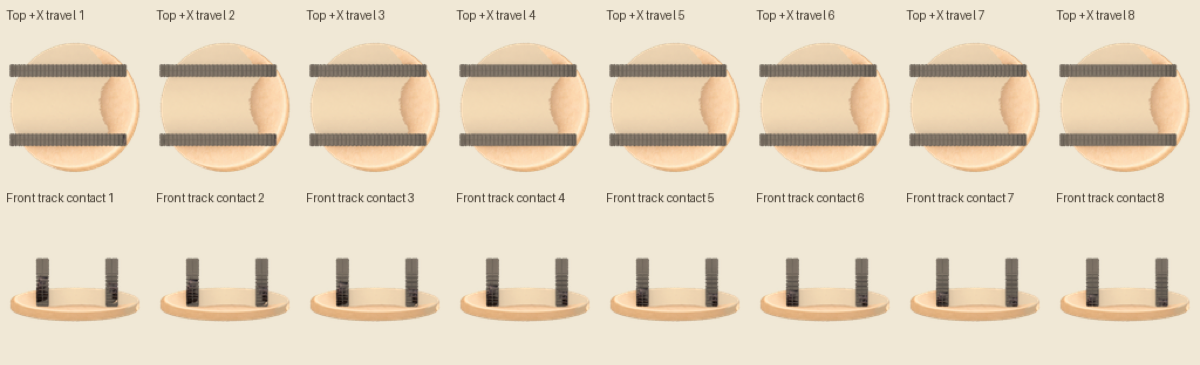 Top +X travel 1
Top +X travel 2
Top +X travel 3
Top +X travel 4
Top +X travel 5
Top +X travel 6
Top +X travel 7
Top +X travel 8
Front track contact 1
Front track contact 2
Front track contact 3
Front track contact 4
Front track contact 5
Front track contact 6
Front track contact 7
Front track contact 8